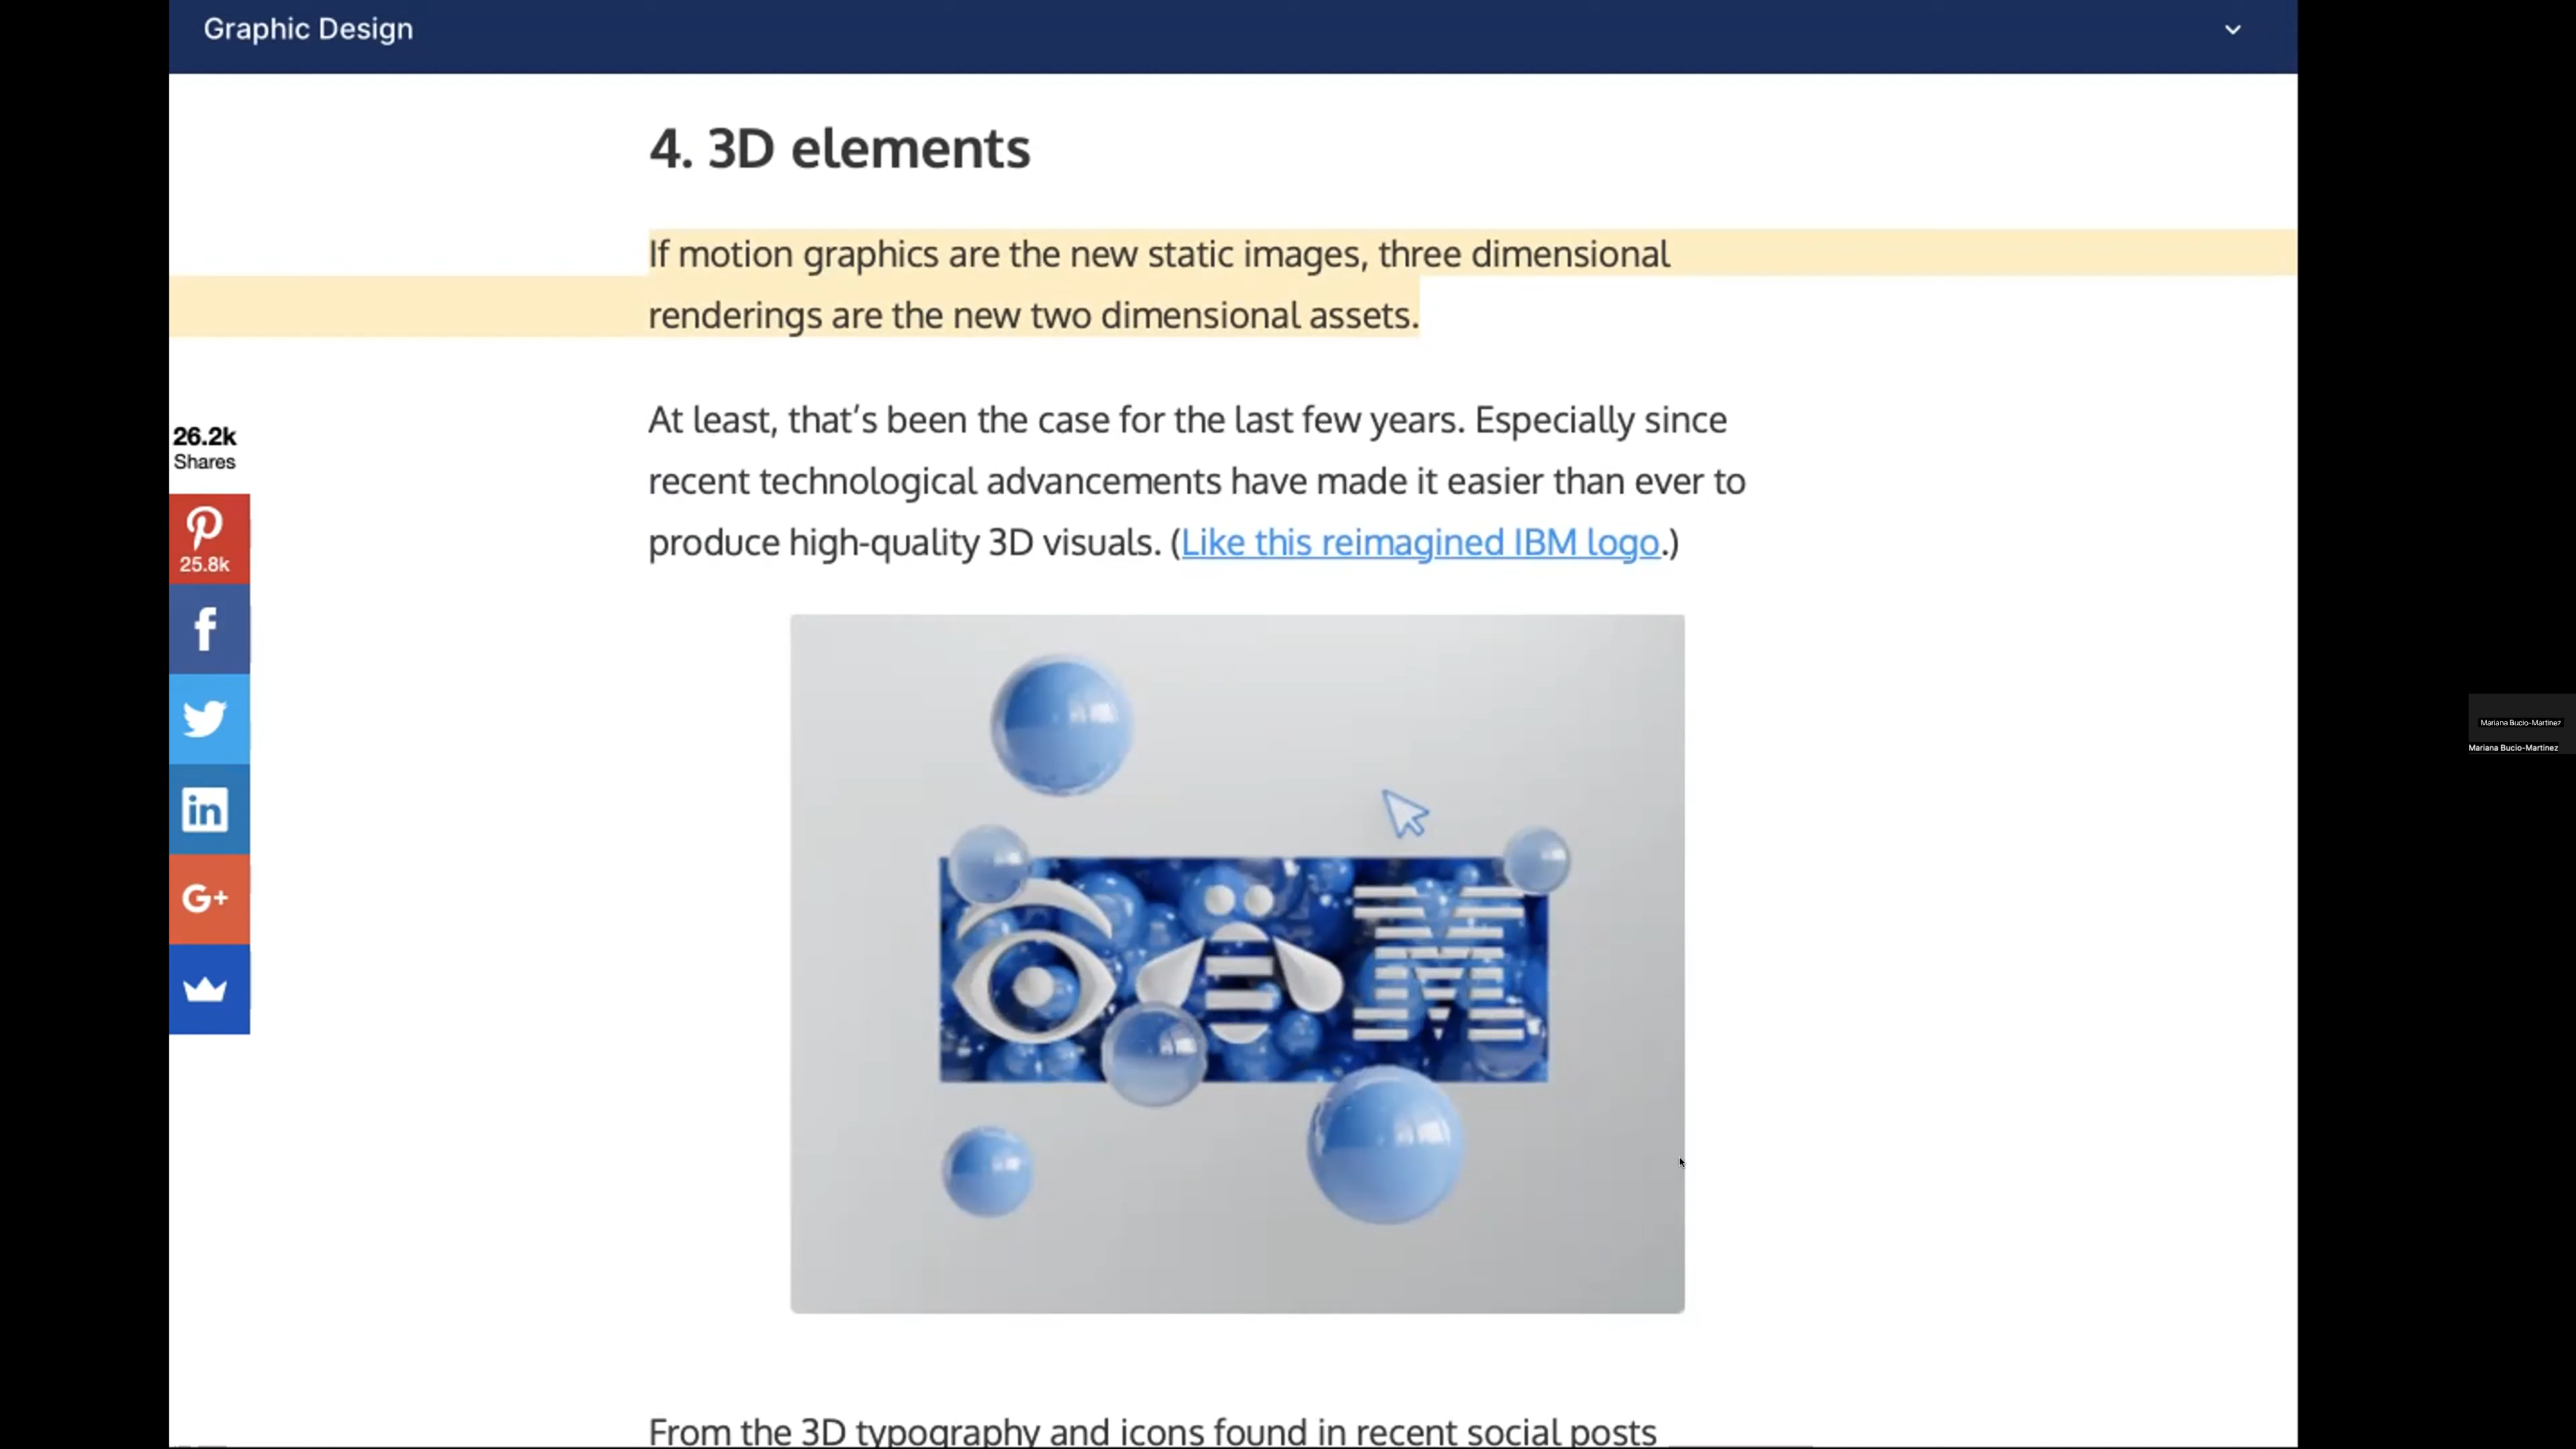 Graphic Design
4. 3D elements
If motion graphics are the new static images, three dimensional
renderings are the new two dimensional assets.
At least, that’s been the case for the last few years. Especially since
recent technological advancements have made it easier than ever to
produce high-quality 3D visuals. (Like this reimagined IBM logo.)
26.2k
Shares
25.8k
in
G+
M
From the 3D typography and icons found in recent social posts
Mariana Bucio-Martinez
Mariana Bucio-Martinez